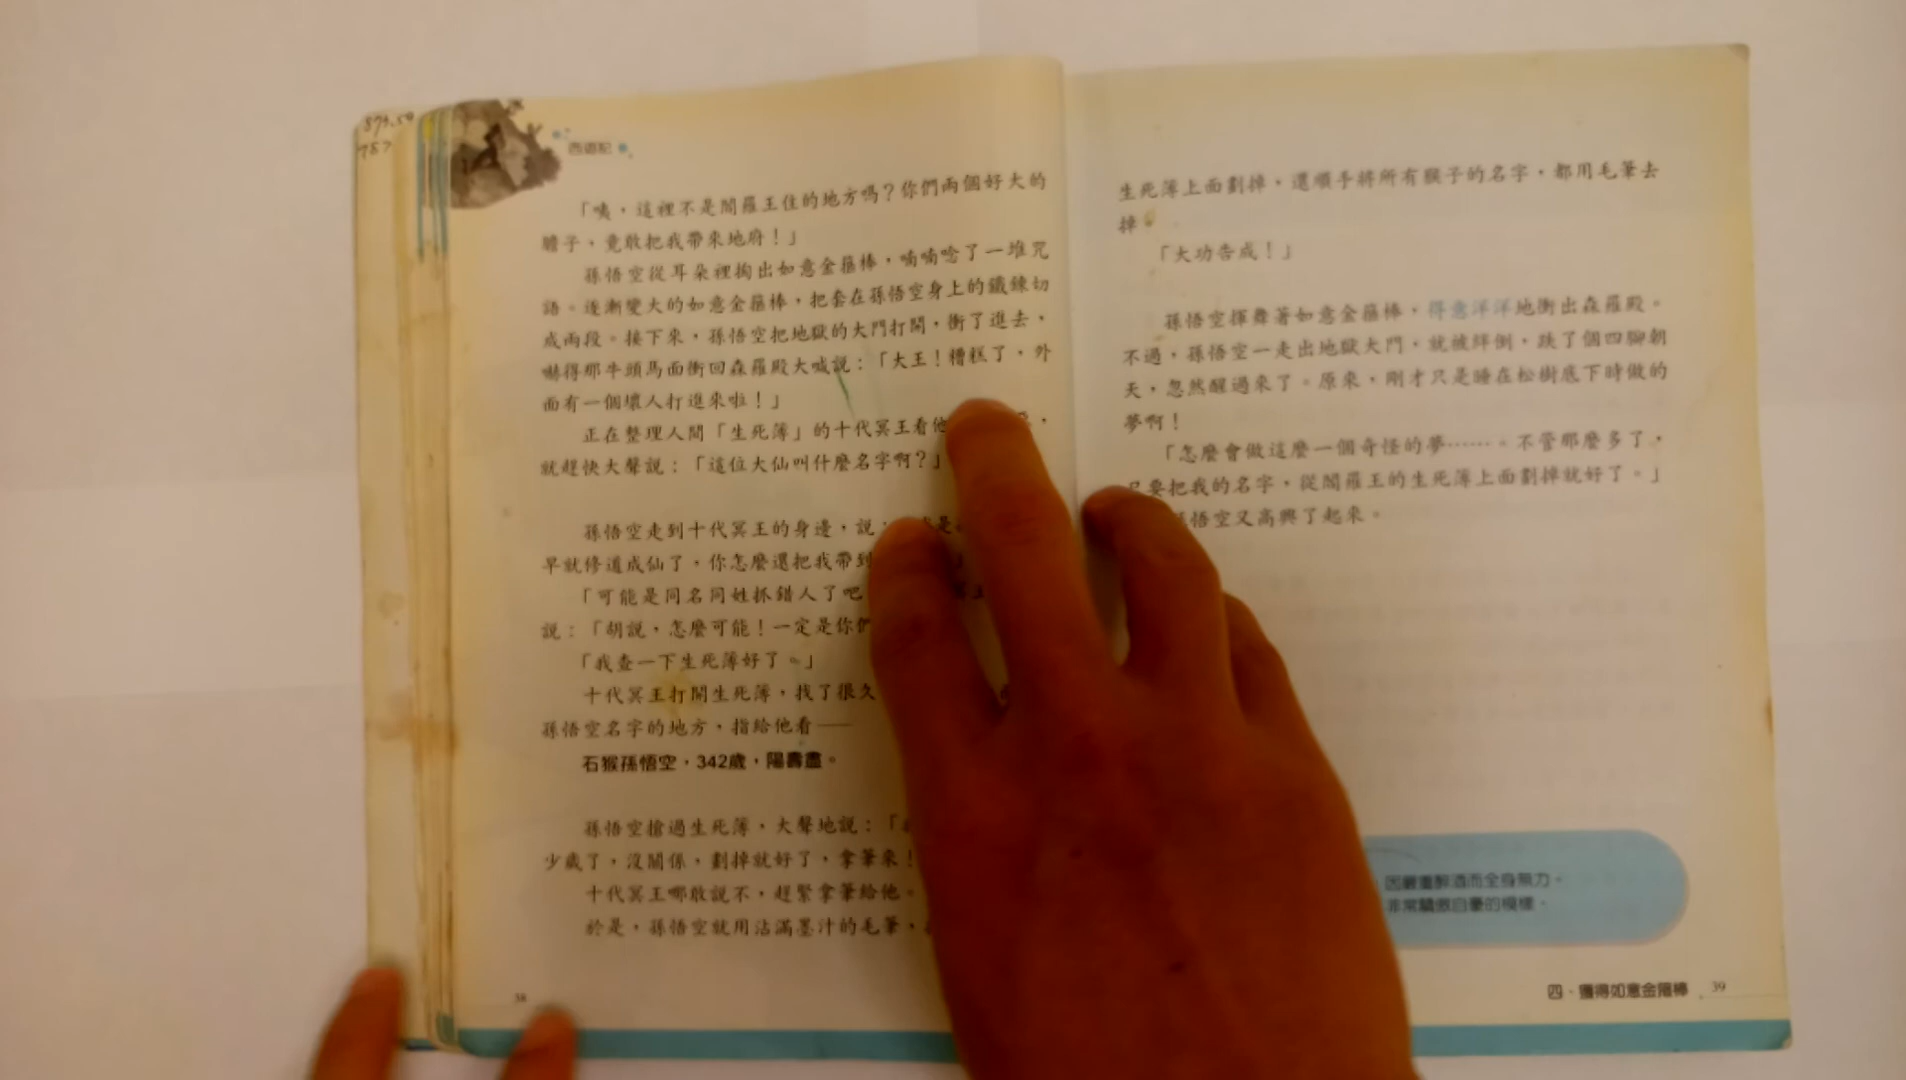 874.59
757
西遊記
「咦，這裡不是閻羅王住的地方嗎？你們兩個好大的
膽子，竟敢把我帶來地府！」
孫悟空從耳朵裡掏出如意金箍棒，喃喃唸了一堆咒
語。逐漸變大的如意金箍棒，把套在孫悟空身上的鐵鍊切
成兩段。接下來，孫悟空把地獄的大門打開，衝了進去，
嚇得那牛頭馬面衝回森羅殿大喊說：「大王！糟糕了，外
面有一個壞人打進來啦！」
正在整理人間「生死簿」的十代冥王看他
就趕快大聲說：「這位大仙叫什麼名字啊？」
孫悟空走到十代冥王的身邊，說：
早就修道成仙了。你怎麼還把我帶到
「可能是同名同姓抓錯人了吧
說：「胡說，怎麼可能！一定是你們
「我查一下生死簿好了。」
十代冥王打開生死簿，找了很久
孫悟空名字的地方，指給他看——
石猴孫悟空，342歲，陽壽盡。
孫悟空搶過生死簿，大聲地說：「
少歲了，沒關係，劃掉就好了，拿筆來！
十代冥王哪敢說不，趕緊拿筆給他。
於是，孫悟空就用沾滿墨汁的毛筆，
38
生死簿上面劃掉，還順手將所有猴子的名字，都用毛筆去
掉。
「大功告成！」
孫悟空揮舞著如意金箍棒，得意洋洋地衝出森羅殿。
不過，孫悟空一走出地獄大門，就被絆倒，跌了個四腳朝
天，忽然醒過來了。原來，剛才只是睡在松樹底下時做的
夢啊！
「怎麼會做這麼一個奇怪的夢……。不管那麼多了，
只要把我的名字，從閻羅王的生死簿上面劃掉就好了。」
孫悟空又高興了起來。
因嚴重醉酒而全身無力。
非常驕傲自豪的模樣。
四．獲得如意金箍棒 39